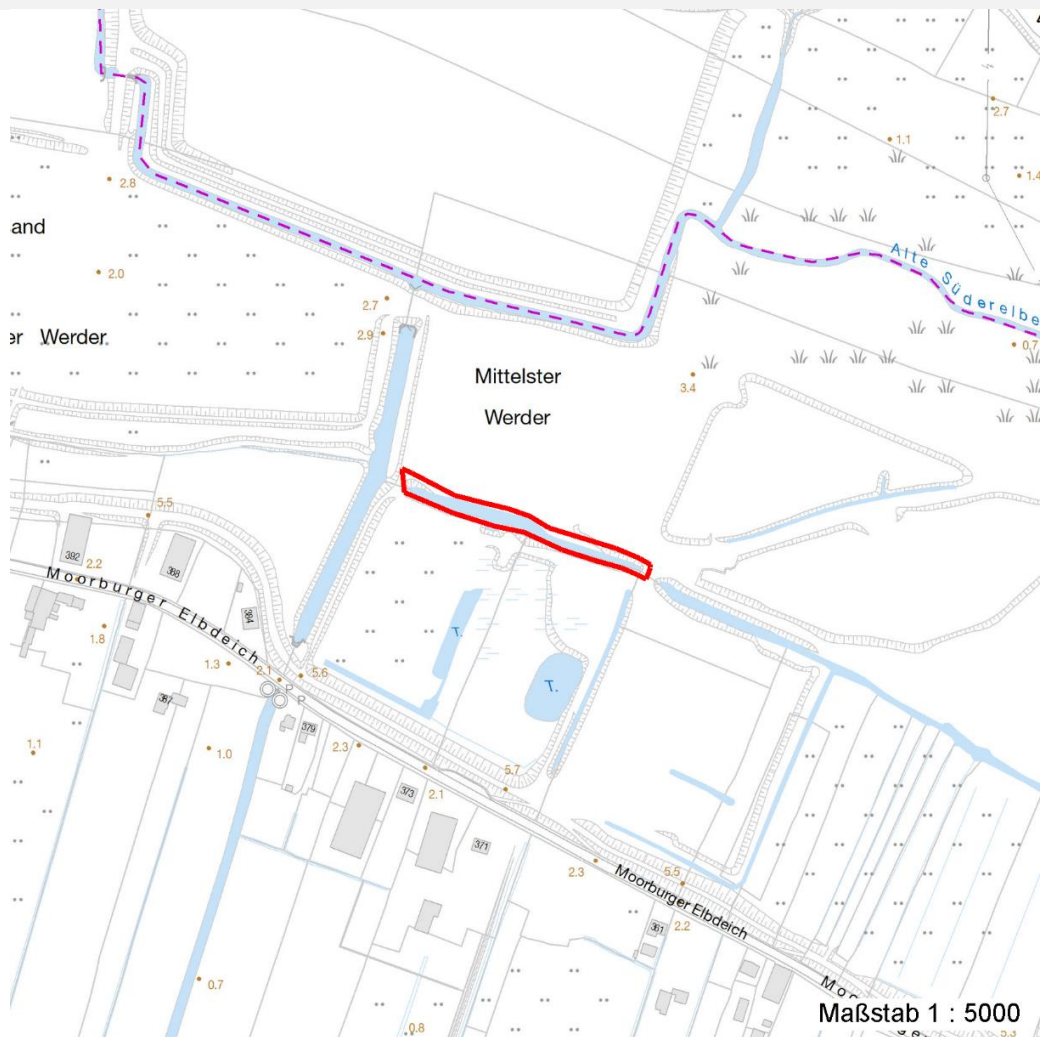 2.7
1.1
1.4
2.8
and
2.0
Alte Süderelbe
2.7
2.9
0.7
er Werder
Mittelster
Werder
3.4
5.5
392
388
2.2
Moorburger Elbdeich
384
T.
1.8
1.3
2.1
5.6
P
P
T.
387
379
1.1
1.0
2.3
5.7
2.1
373
371
2.3
Moorburger Elbdeich
5.5
361
2.2
0.7
Moo
Maßstab 1 : 5000
0.8
5.3